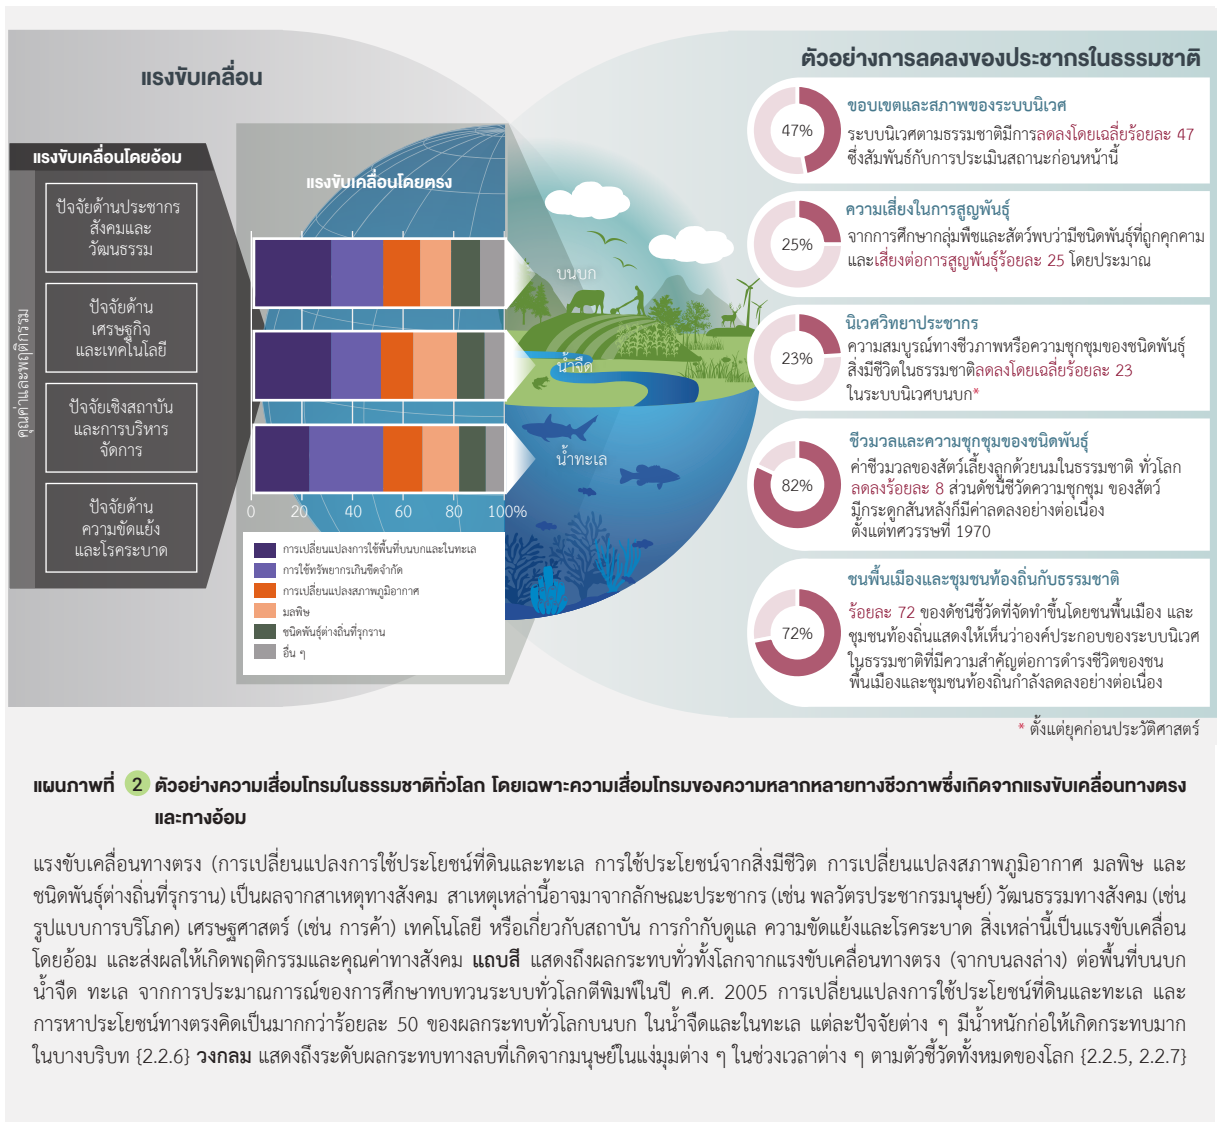 แรงขับเคลื่อน
แรงขับเคลื่อนโดยอ้อม
คุณค่าและพฤติกรรม
ปัจจัยด้านประชากร
สังคมและ
วัฒนธรรม
ปัจจัยด้าน
เศรษฐกิจ
และเทคโนโลยี
ปัจจัยเชิงสถาบัน
และการบริหาร
จัดการ
ปัจจัยด้าน
ความขัดแย้ง
และโรคระบาด
แรงขับเคลื่อนโดยตรง
บนบก
น้ำจืด
น้ำทะเล
0 20 40 60 80 100%
0 20 40 60 80 100%
การเปลี่ยนแปลงการใช้พื้นที่บนบกและในทะเล
การใช้ทรัพยากรเกินขีดจำกัด
การเปลี่ยนแปลงสภาพภูมิอากาศ
มลพิษ
ชนิดพันธุ์ต่างถิ่นที่รุกราน
อื่น ๆ
ตัวอย่างการลดลงของประชากรในธรรมชาติ
47%
ขอบเขตและสภาพของระบบนิเวศ
ระบบนิเวศตามธรรมชาติมีการลดลงโดยเฉลี่ยร้อยละ 47
ซึ่งสัมพันธ์กับการประเมินสถานะก่อนหน้านี้
25%
ความเสี่ยงในการสูญพันธุ์
จากการศึกษากลุ่มพืชและสัตว์พบว่ามีชนิดพันธุ์ที่ถูกคุกคาม
และเสี่ยงต่อการสูญพันธุ์ร้อยละ 25 โดยประมาณ
23%
นิเวศวิทยาประชากร
ความสมบูรณ์ทางชีวภาพหรือความชุกชุมของชนิดพันธุ์
สิ่งมีชีวิตในธรรมชาติลดลงโดยเฉลี่ยร้อยละ 23
ในระบบนิเวศบนบก*
82%
ชีวมวลและความชุกชุมของชนิดพันธุ์
ค่าชีวมวลของสัตว์เลี้ยงลูกด้วยนมในธรรมชาติ ทั่วโลก
ลดลงร้อยละ 8 ส่วนดัชนีชีวัดความชุกชุม ของสัตว์
มีกระดูกสันหลังก็มีค่าลดลงอย่างต่อเนื่อง
ตั้งแต่ทศวรรษที่ 1970
72%
ชนพื้นเมืองและชุมชนท้องถิ่นกับธรรมชาติ
ร้อยละ 72 ของดัชนีชี้วัดที่จัดทำขึ้นโดยชนพื้นเมือง และ
ชุมชนท้องถิ่นแสดงให้เห็นว่าองค์ประกอบของระบบนิเวศ
ในธรรมชาติที่มีความสำคัญต่อการดำรงชีวิตของชน
พื้นเมืองและชุมชนท้องถิ่นกำลังลดลงอย่างต่อเนื่อง
* ตั้งแต่ยุคก่อนประวัติศาสตร์
แผนภาพที่ 2 ตัวอย่างความเสื่อมโทรมในธรรมชาติทั่วโลก โดยเฉพาะความเสื่อมโทรมของความหลากหลายทางชีวภาพซึ่งเกิดจากแรงขับเคลื่อนทางตรง
และทางอ้อม
แรงขับเคลื่อนทางตรง (การเปลี่ยนแปลงการใช้ประโยชน์ที่ดินและทะเล การใช้ประโยชน์จากสิ่งมีชีวิต การเปลี่ยนแปลงสภาพภูมิอากาศ มลพิษ และ
ชนิดพันธุ์ต่างถิ่นที่รุกราน) เป็นผลจากสาเหตุทางสังคม สาเหตุเหล่านี้อาจมาจากลักษณะประชากร (เช่น พลวัตรประชากรมนุษย์) วัฒนธรรมทางสังคม (เช่น
รูปแบบการบริโภค) เศรษฐศาสตร์ (เช่น การค้า) เทคโนโลยี หรือเกี่ยวกับสถาบัน การกำกับดูแล ความขัดแย้งและโรคระบาด สิ่งเหล่านี้เป็นแรงขับเคลื่อน
โดยอ้อม และส่งผลให้เกิดพฤติกรรมและคุณค่าทางสังคม แถบสี แสดงถึงผลกระทบทั่วทั้งโลกจากแรงขับเคลื่อนทางตรง (จากบนลงล่าง) ต่อพื้นที่บนบก
น้ำจืด ทะเล จากการประมาณการณ์ของการศึกษาทบทวนระบบทั่วโลกตีพิมพ์ในปี ค.ศ. 2005 การเปลี่ยนแปลงการใช้ประโยชน์ที่ดินและทะเล และ
การหาประโยชน์ทางตรงคิดเป็นมากกว่าร้อยละ 50 ของผลกระทบทั่วโลกบนบก ในน้ำจืดและในทะเล แต่ละปัจจัยต่าง ๆ มีน้ำหนักก่อให้เกิดกระทบมาก
ในบางบริบท {2.2.6} วงกลม แสดงถึงระดับผลกระทบทางลบที่เกิดจากมนุษย์ในแง่มุมต่าง ๆ ในช่วงเวลาต่าง ๆ ตามตัวชี้วัดทั้งหมดของโลก {2.2.5, 2.2.7}